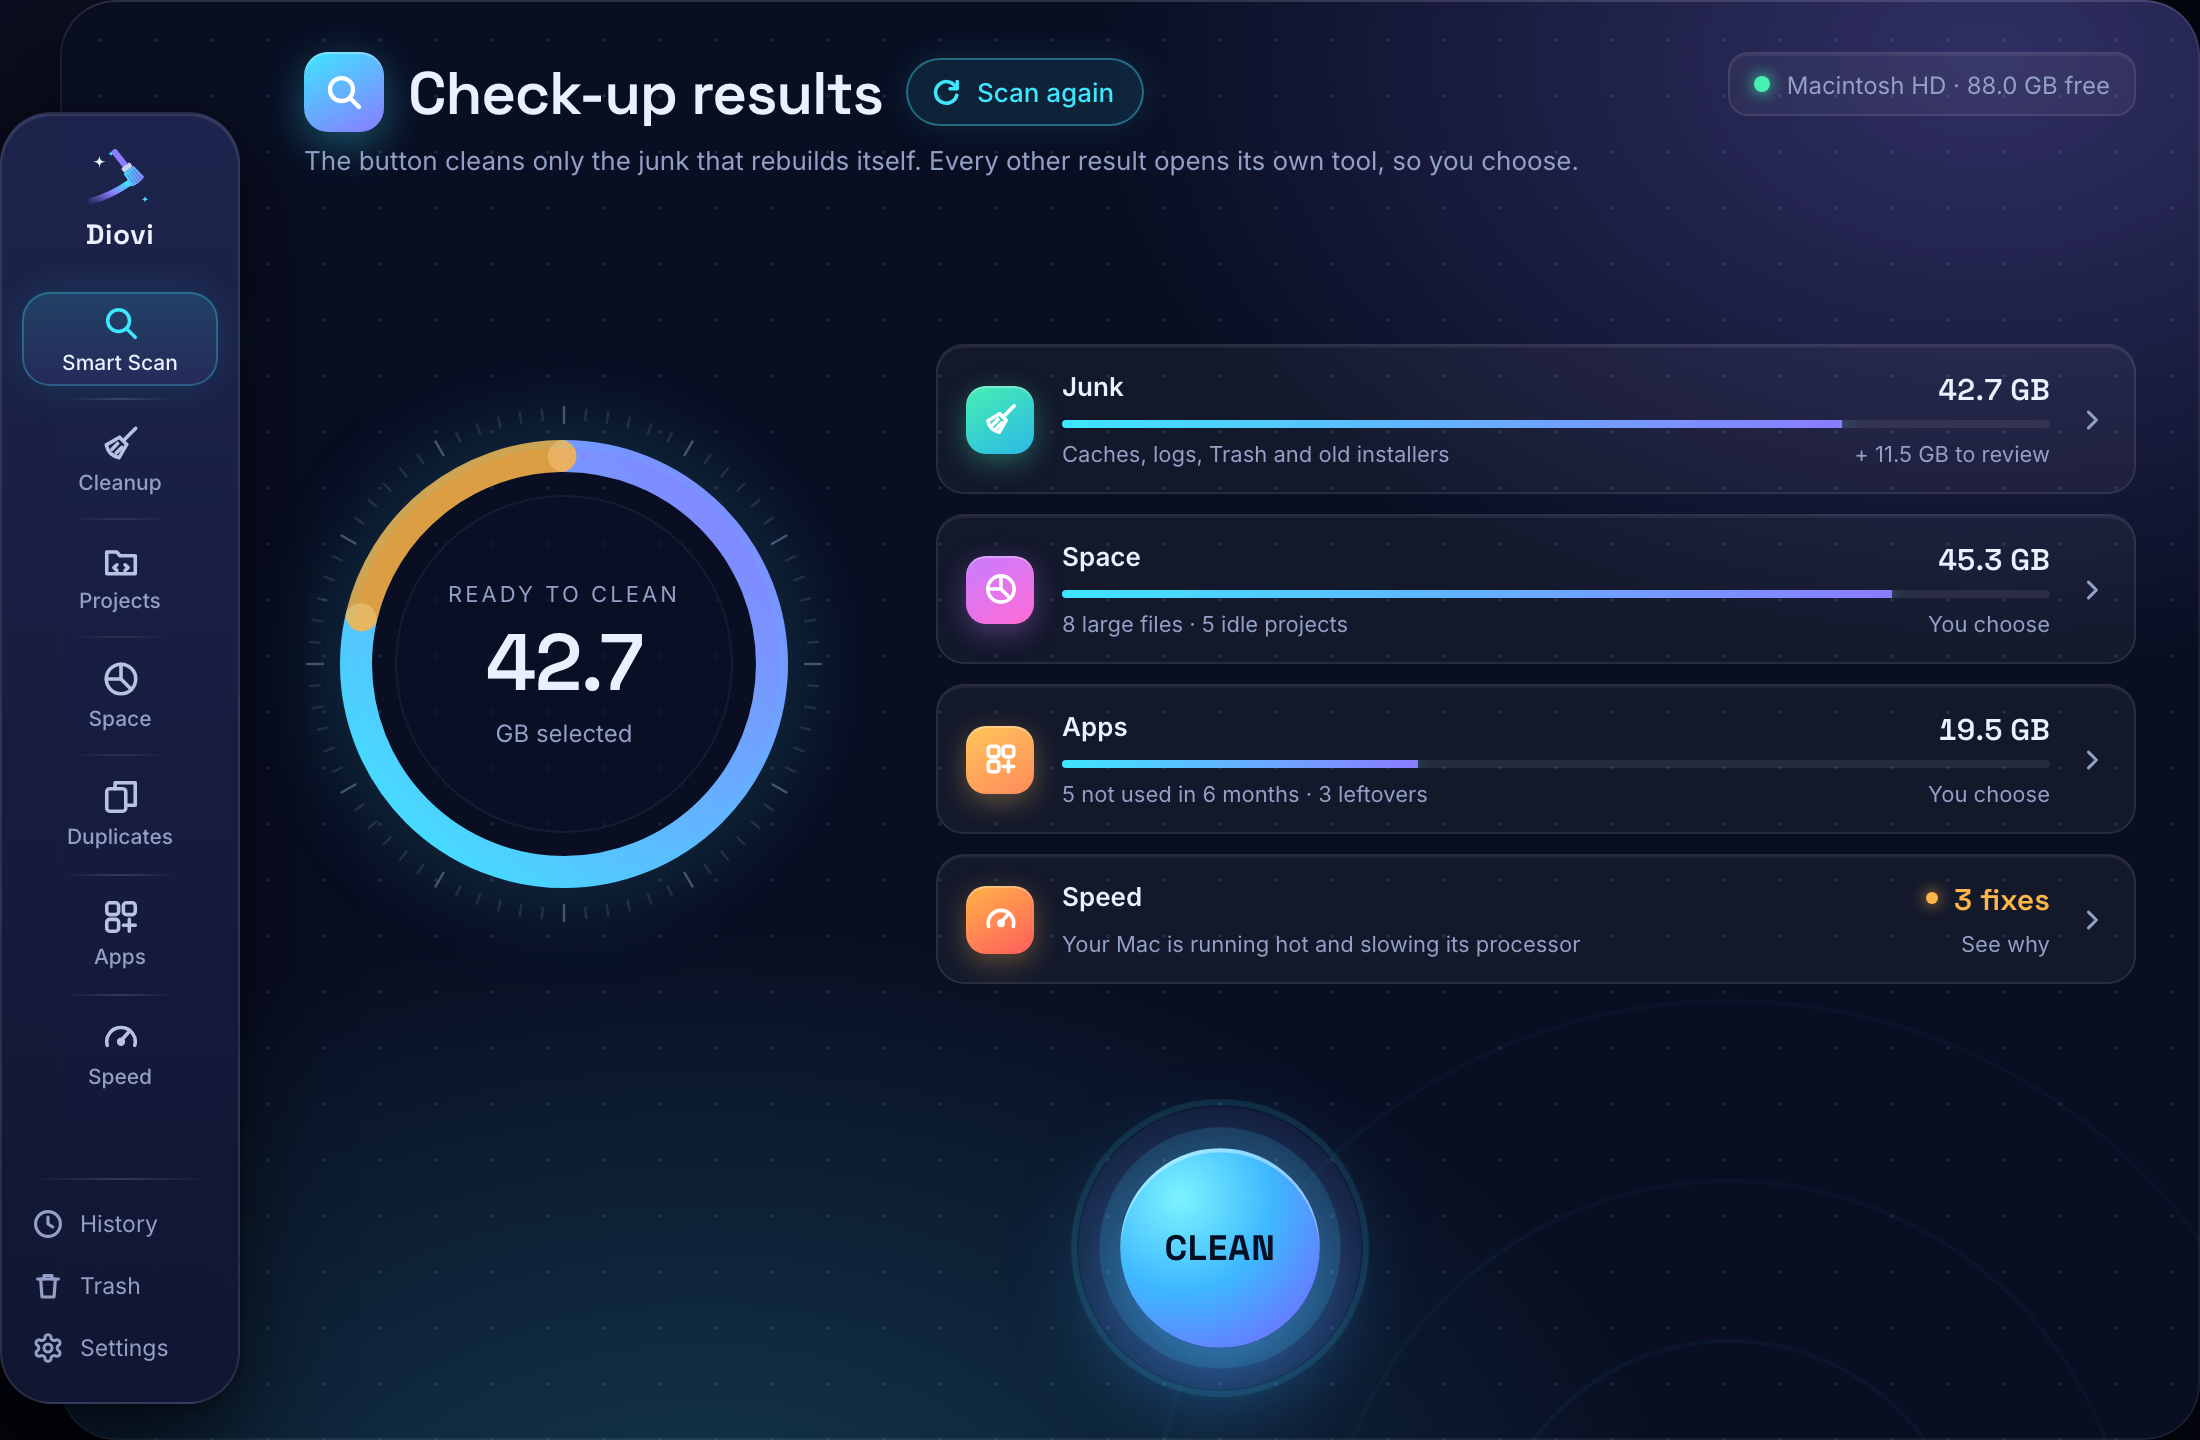 Check-up results
Scan again
Macintosh HD · 88.0 GB free
The button cleans only the junk that rebuilds itself. Every other result opens its own tool, so you choose.
Diovi
Smart Scan
Cleanup
Projects
Space
Duplicates
Apps
Speed
History
Trash
Settings
READY TO CLEAN
42.7
GB selected
Junk
42.7 GB
Caches, logs, Trash and old installers
+ 11.5 GB to review
Space
45.3 GB
8 large files · 5 idle projects
You choose
Apps
19.5 GB
5 not used in 6 months · 3 leftovers
You choose
Speed
3 fixes
Your Mac is running hot and slowing its processor
See why
CLEAN